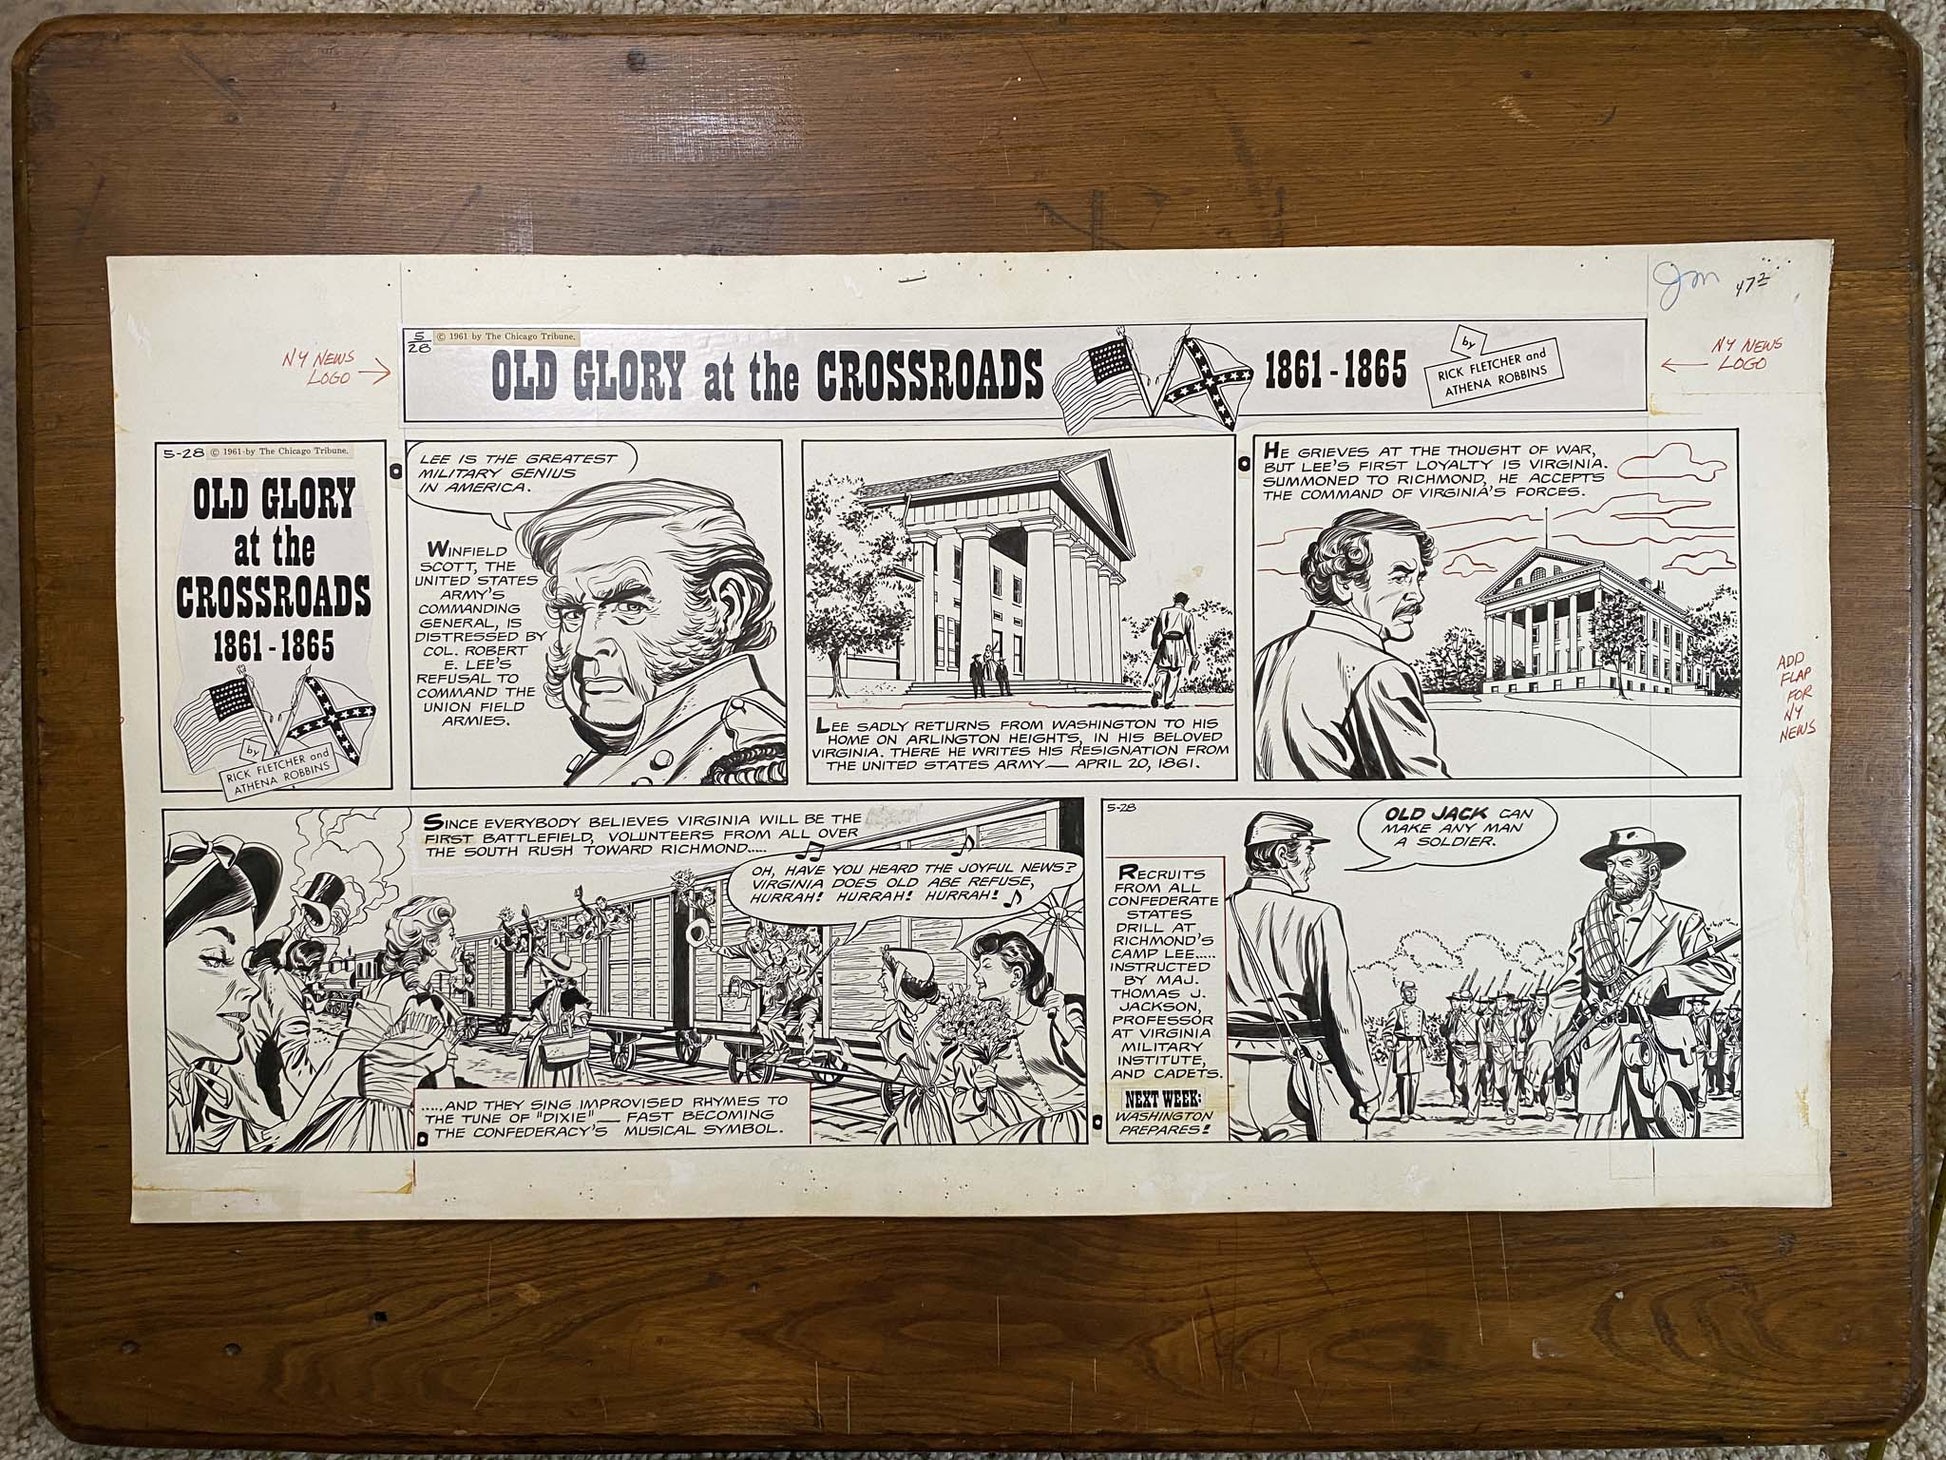 Jm 47 2
NY NEWS
LOGO
5
28
© 1961 by The Chicago Tribune.
OLD GLORY at the CROSSROADS
1861-1865
by
RICK FLETCHER and
ATHENA ROBBINS
NY NEWS
LOGO
5-28 © 1961 by The Chicago Tribune.
OLD GLORY
at the
CROSSROADS
1861-1865
by
RICK FLETCHER and
ATHENA ROBBINS
LEE IS THE GREATEST
MILITARY GENIUS
IN AMERICA.
WINFIELD
SCOTT, THE
UNITED STATES
ARMY'S
COMMANDING
GENERAL, IS
DISTRESSED BY
COL. ROBERT
E. LEE'S
REFUSAL TO
COMMAND THE
UNION FIELD
ARMIES.
LEE SADLY RETURNS FROM WASHINGTON TO HIS
HOME ON ARLINGTON HEIGHTS, IN HIS BELOVED
VIRGINIA. THERE HE WRITES HIS RESIGNATION FROM
THE UNITED STATES ARMY— APRIL 20, 1861.
HE GRIEVES AT THE THOUGHT OF WAR,
BUT LEE'S FIRST LOYALTY IS VIRGINIA.
SUMMONED TO RICHMOND, HE ACCEPTS
THE COMMAND OF VIRGINIA'S FORCES.
ADD
FLAP
FOR
NY
NEWS
SINCE EVERYBODY BELIEVES VIRGINIA WILL BE THE
FIRST BATTLEFIELD, VOLUNTEERS FROM ALL OVER
THE SOUTH RUSH TOWARD RICHMOND.....
OH, HAVE YOU HEARD THE JOYFUL NEWS?
VIRGINIA DOES OLD ABE REFUSE,
HURRAH! HURRAH! HURRAH!
.....AND THEY SING IMPROVISED RHYMES TO
THE TUNE OF "DIXIE"— FAST BECOMING
THE CONFEDERACY'S MUSICAL SYMBOL.
5-28
OLD JACK CAN
MAKE ANY MAN
A SOLDIER.
RECRUITS
FROM ALL
CONFEDERATE
STATES
DRILL AT
RICHMOND'S
CAMP LEE.....
INSTRUCTED
BY MAJ.
THOMAS J.
JACKSON,
PROFESSOR
AT VIRGINIA
MILITARY
INSTITUTE,
AND CADETS.
NEXT WEEK:
WASHINGTON
PREPARES!